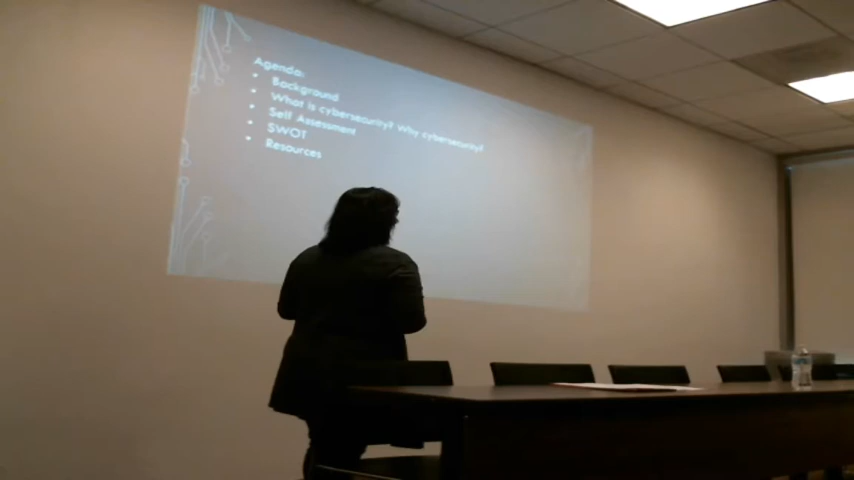 Agenda:
• Background
• What is cybersecurity? Why cybersecurity?
• Self Assessment
• SWOT
• Resources